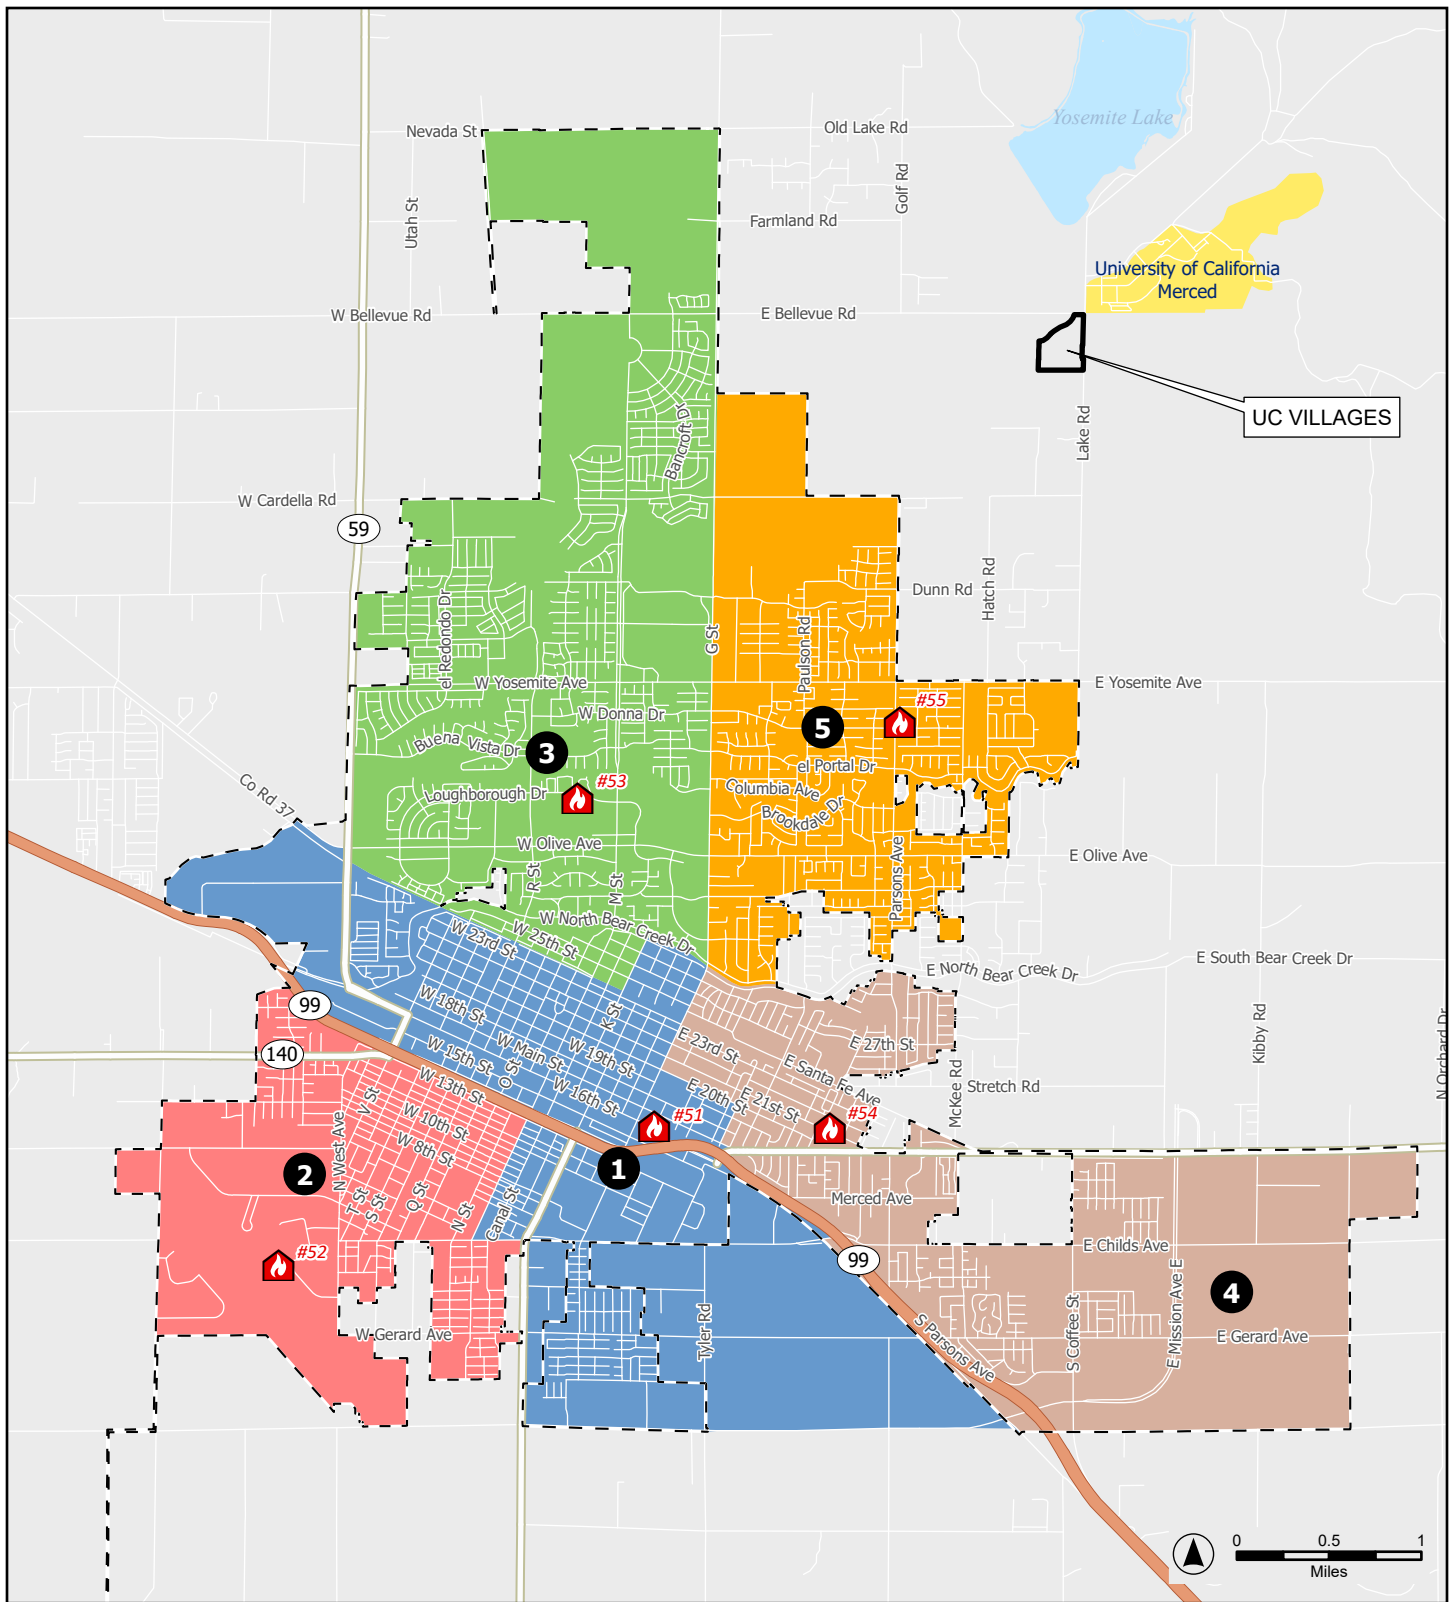 Nevada St
Old Lake Rd
Yosemite Lake
Golf Rd
Utah St
Farmland Rd
University of California
Merced
W Bellevue Rd
E Bellevue Rd
UC VILLAGES
Lake Rd
Bancroft Dr
W Cardella Rd
59
Dunn Rd
Hatch Rd
el Redondo Dr
G St
Paulson Rd
W Yosemite Ave
E Yosemite Ave
#55
W Donna Dr
5
3
Buena Vista Dr
el Portal Dr
#53
Columbia Ave
Loughborough Dr
Brookdale Dr
Co Rd 37
W Olive Ave
E Olive Ave
R St
M St
Parsons Ave
W North Bear Creek Dr
W 23rd St
W 25th St
E North Bear Creek Dr
E South Bear Creek Dr
99
W 18th St
K St
Kibby Rd
N Orchard Dr
140
W 15th St
W Main St
W 19th St
E 23rd St
E 27th St
O St
E Santa Fe Ave
McKee Rd
Stretch Rd
W 13th St
W 16th St
E 20th St
E 21st St
V St
W 10th St
#51
#54
N West Ave
W 8th St
1
2
T St
S St
Q St
N St
Canal St
Merced Ave
#52
99
E Childs Ave
4
W Gerard Ave
Tyler Rd
S Parsons Ave
S Coffee St
E Mission Ave E
E Gerard Ave
0 0.5 1
Miles